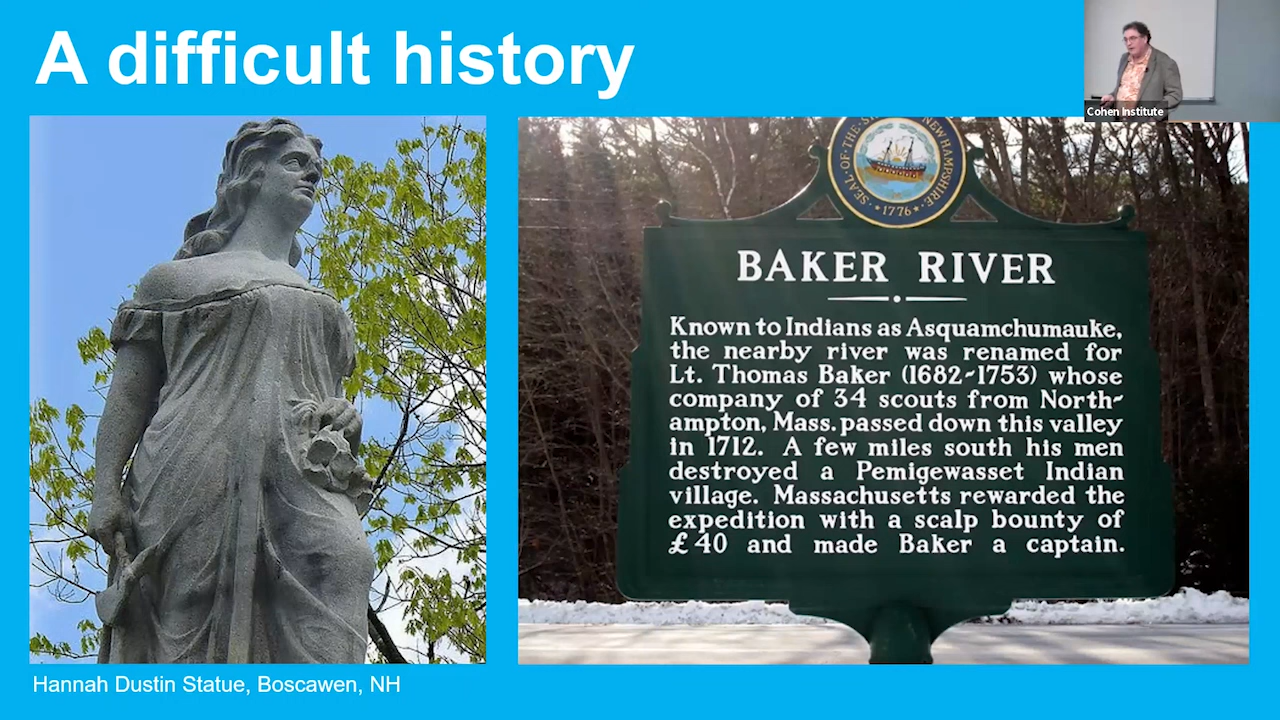 A difficult history
Cohen Institute
SEAL OF THE ST
NEW HAMPSHIRE
1776
BAKER RIVER
Known to Indians as Asquamchumauke,
the nearby river was renamed for
Lt. Thomas Baker (1682-1753) whose
company of 34 scouts from North-
ampton, Mass. passed down this valley
in 1712. A few miles south his men
destroyed a Pemigewasset Indian
village. Massachusetts rewarded the
expedition with a scalp bounty of
£40 and made Baker a captain.
Hannah Dustin Statue, Boscawen, NH